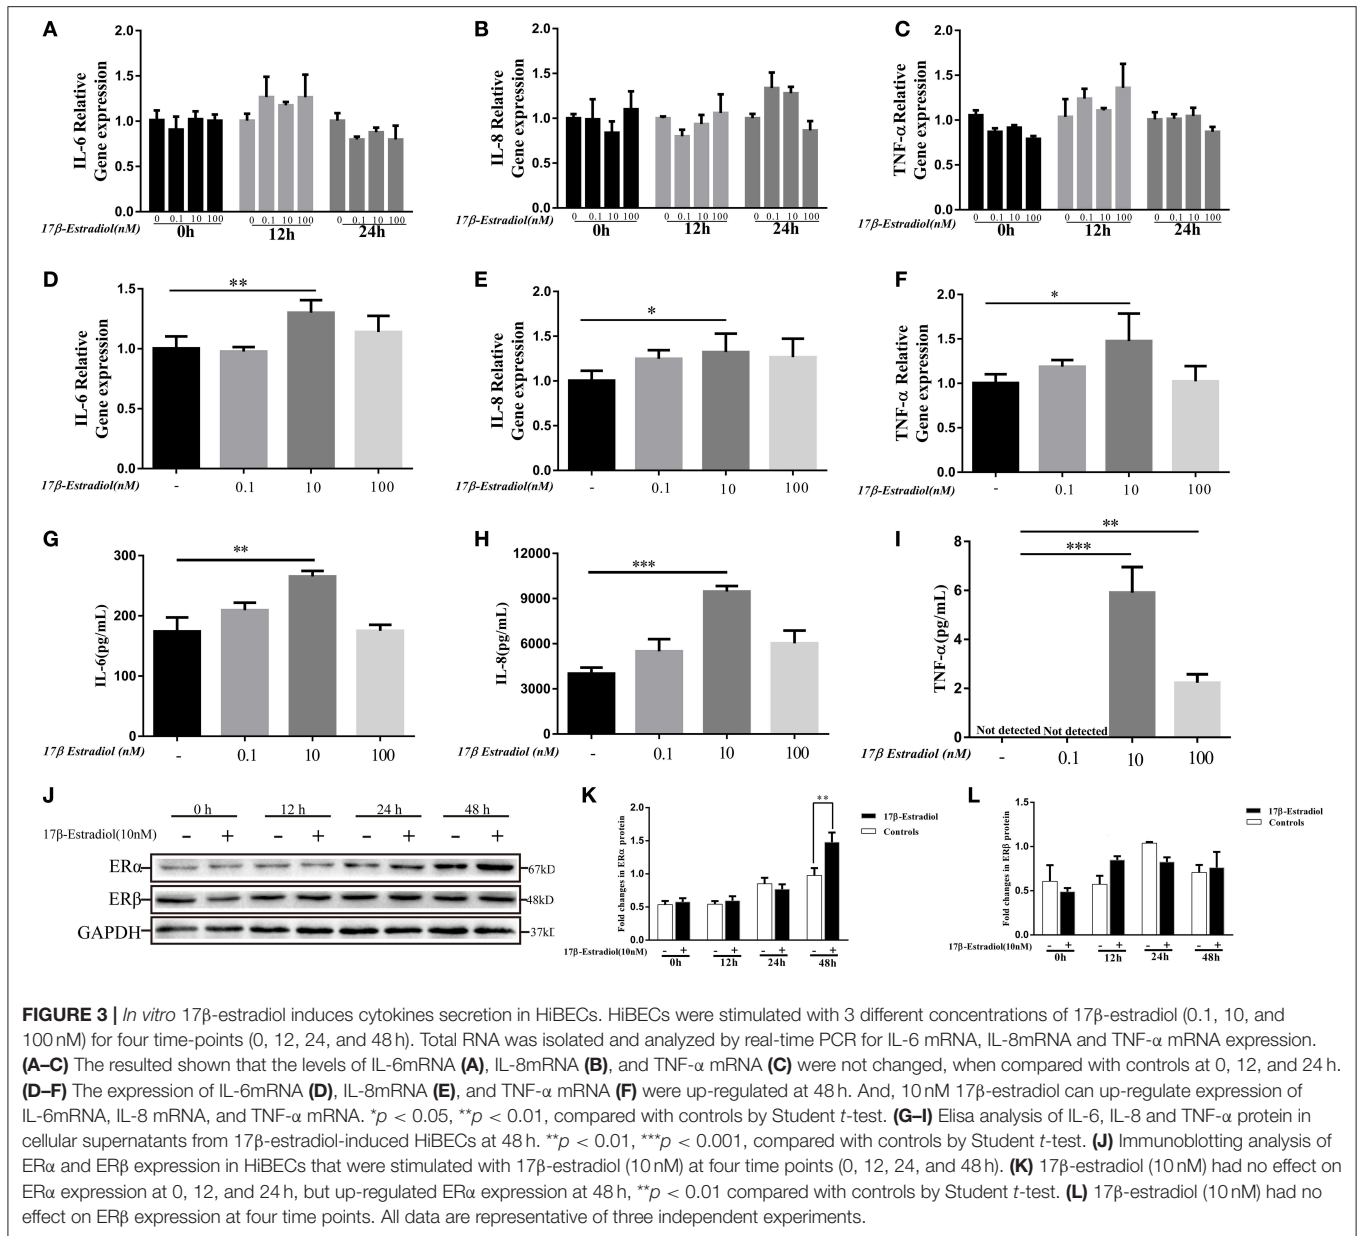 A
IL-6 Relative
Gene expression
2.0
1.5
1.0
0.5
0.0
0 0.1 10 100 0 0.1 10 100 0 0.1 10 100
17β-Estradiol(nM)
0h 12h 24h
B
IL-8 Relative
Gene expression
2.0
1.5
1.0
0.5
0.0
0 0.1 10 100 0 0.1 10 100 0 0.1 10 100
17β-Estradiol(nM)
0h 12h 24h
C
TNF-α Relative
Gene expression
2.0
1.5
1.0
0.5
0.0
0 0.1 10 100 0 0.1 10 100 0 0.1 10 100
17β-Estradiol(nM)
0h 12h 24h
D
IL-6 Relative
Gene expression
1.5
1.0
0.5
0.0
**
17β-Estradiol(nM) - 0.1 10 100
E
IL-8 Relative
Gene expression
2.0
1.5
1.0
0.5
0.0
*
17β-Estradiol(nM) - 0.1 10 100
F
TNF-α Relative
Gene expression
2.0
1.5
1.0
0.5
0.0
*
17β-Estradiol(nM) - 0.1 10 100
G
IL-6(pg/mL)
300
200
100
0
**
17β Estradiol (nM) - 0.1 10 100
H
IL-8(pg/mL)
12000
9000
6000
3000
0
***
17β Estradiol (nM) - 0.1 10 100
I
TNF-α(pg/mL)
8
6
4
2
0
**
***
Not detected Not detected
17β Estradiol (nM) - 0.1 10 100
J
0 h 12 h 24 h 48 h
17β-Estradiol(10nM) - + - + - + - +
ERα 67kD
ERβ 48kD
GAPDH 37kD
K
Fold changes in ERα protein
2.0
1.5
1.0
0.5
0.0
**
17β-Estradiol
Controls
17β-Estradiol(10nM) - + - + - + - +
0h 12h 24h 48h
L
Fold changes in ERβ protein
1.5
1.0
0.5
0.0
17β-Estradiol
Controls
17β-Estradiol(10nM) - + - + - + - +
0h 12h 24h 48h
FIGURE 3 | In vitro 17β-estradiol induces cytokines secretion in HiBECs. HiBECs were stimulated with 3 different concentrations of 17β-estradiol (0.1, 10, and
100 nM) for four time-points (0, 12, 24, and 48 h). Total RNA was isolated and analyzed by real-time PCR for IL-6 mRNA, IL-8mRNA and TNF-α mRNA expression.
(A–C) The resulted shown that the levels of IL-6mRNA (A), IL-8mRNA (B), and TNF-α mRNA (C) were not changed, when compared with controls at 0, 12, and 24 h.
(D–F) The expression of IL-6mRNA (D), IL-8mRNA (E), and TNF-α mRNA (F) were up-regulated at 48 h. And, 10 nM 17β-estradiol can up-regulate expression of
IL-6mRNA, IL-8 mRNA, and TNF-α mRNA. *p < 0.05, **p < 0.01, compared with controls by Student t-test. (G–I) Elisa analysis of IL-6, IL-8 and TNF-α protein in
cellular supernatants from 17β-estradiol-induced HiBECs at 48 h. **p < 0.01, ***p < 0.001, compared with controls by Student t-test. (J) Immunoblotting analysis of
ERα and ERβ expression in HiBECs that were stimulated with 17β-estradiol (10 nM) at four time points (0, 12, 24, and 48 h). (K) 17β-estradiol (10 nM) had no effect on
ERα expression at 0, 12, and 24 h, but up-regulated ERα expression at 48 h, **p < 0.01 compared with controls by Student t-test. (L) 17β-estradiol (10 nM) had no
effect on ERβ expression at four time points. All data are representative of three independent experiments.